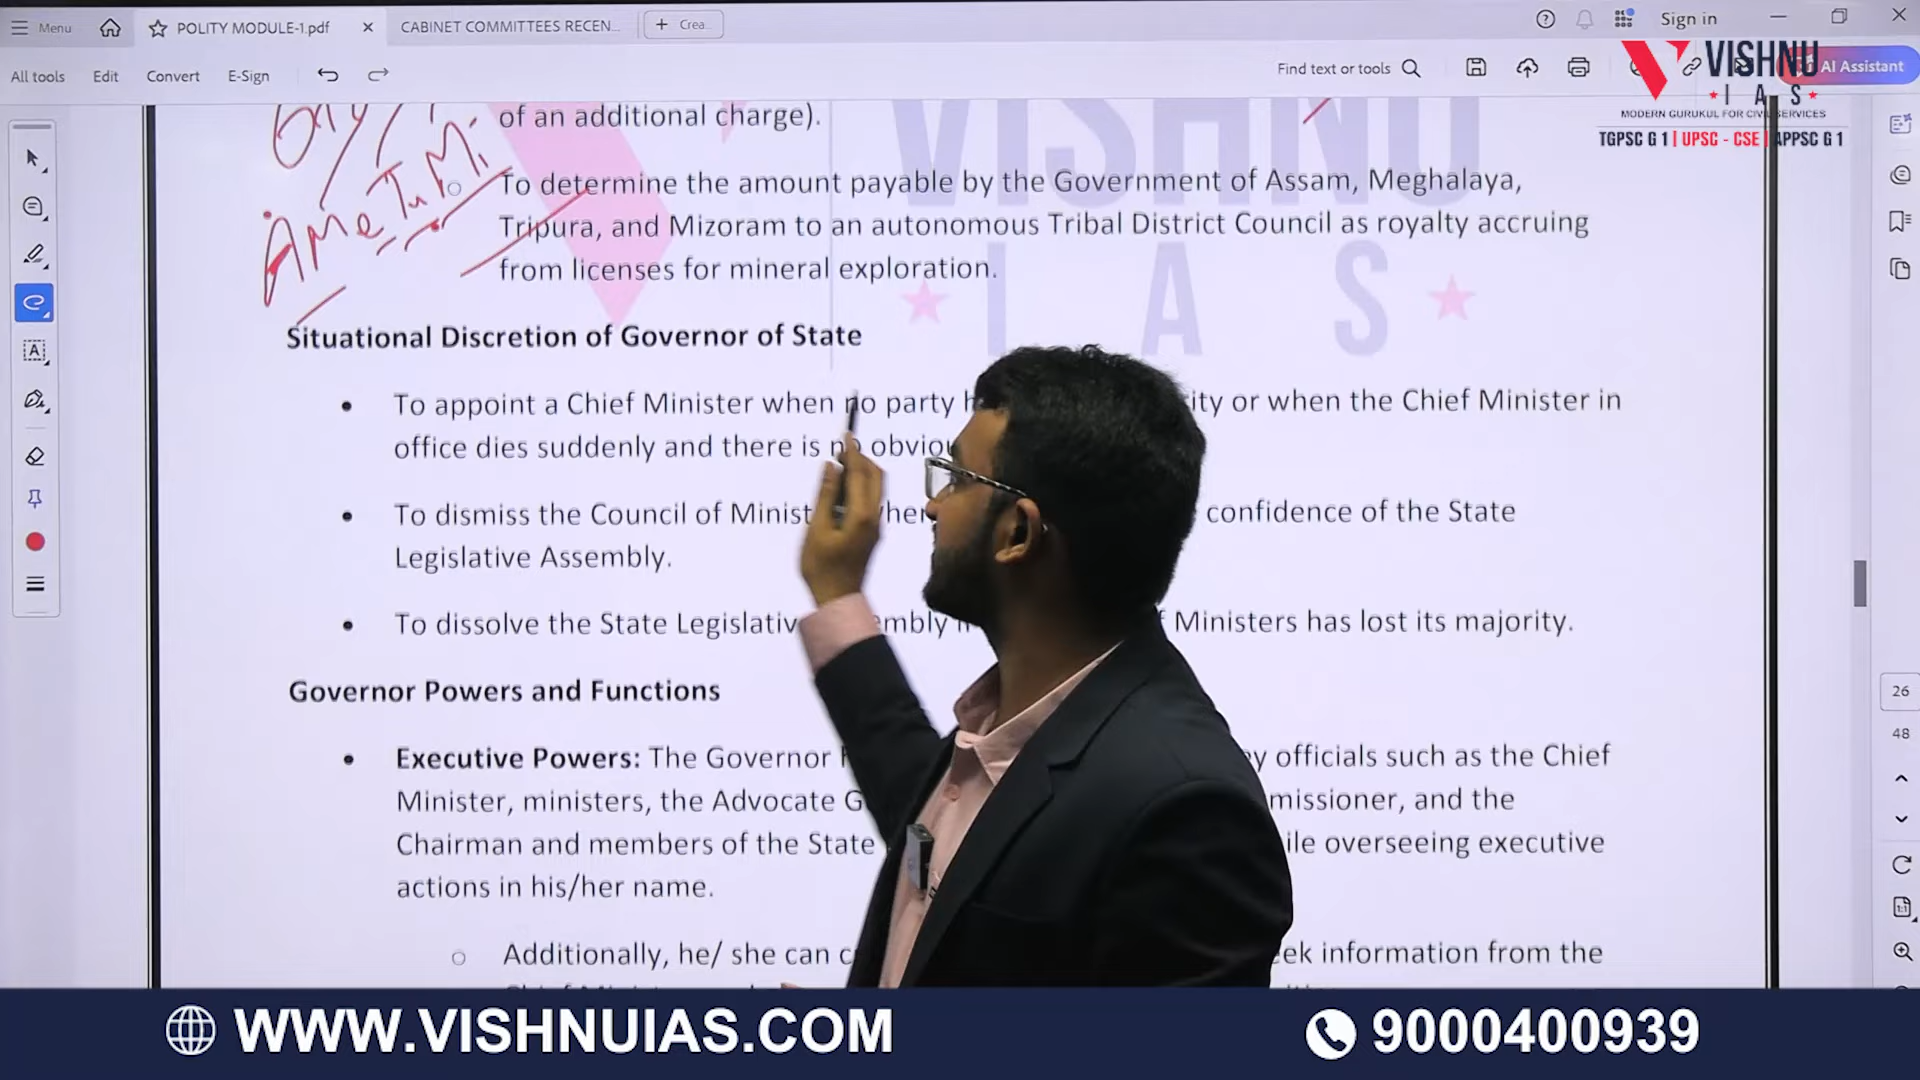 Menu
POLITY MODULE-1.pdf
CABINET COMMITTEES RECEN...
+ Crea...
Sign in
All tools
Edit
Convert
E-Sign
Find text or tools
AI Assistant
VISHNU
IAS
MODERN GURUKUL FOR CIVIL SERVICES
TGPSC G 1 | UPSC - CSE | APPSC G 1
VISHNU
I A S
of an additional charge).
AMeTuMi
To determine the amount payable by the Government of Assam, Meghalaya,
Tripura, and Mizoram to an autonomous Tribal District Council as royalty accruing
from licenses for mineral exploration.
Situational Discretion of Governor of State
• To appoint a Chief Minister when no party ity or when the Chief Minister in
office dies suddenly and there is no
• To dismiss the Council of confidence of the State
Legislative Assembly.
• To dissolve the State Ministers has lost its majority.
Governor Powers and Functions
• Executive Powers: The Governor officials such as the Chief
Minister, ministers, the Advocate missioner, and the
Chairman and members of the State overseeing executive
actions in his/her name.
Additionally, he/ she can information from the
26
48
WWW.VISHNUIAS.COM
9000400939